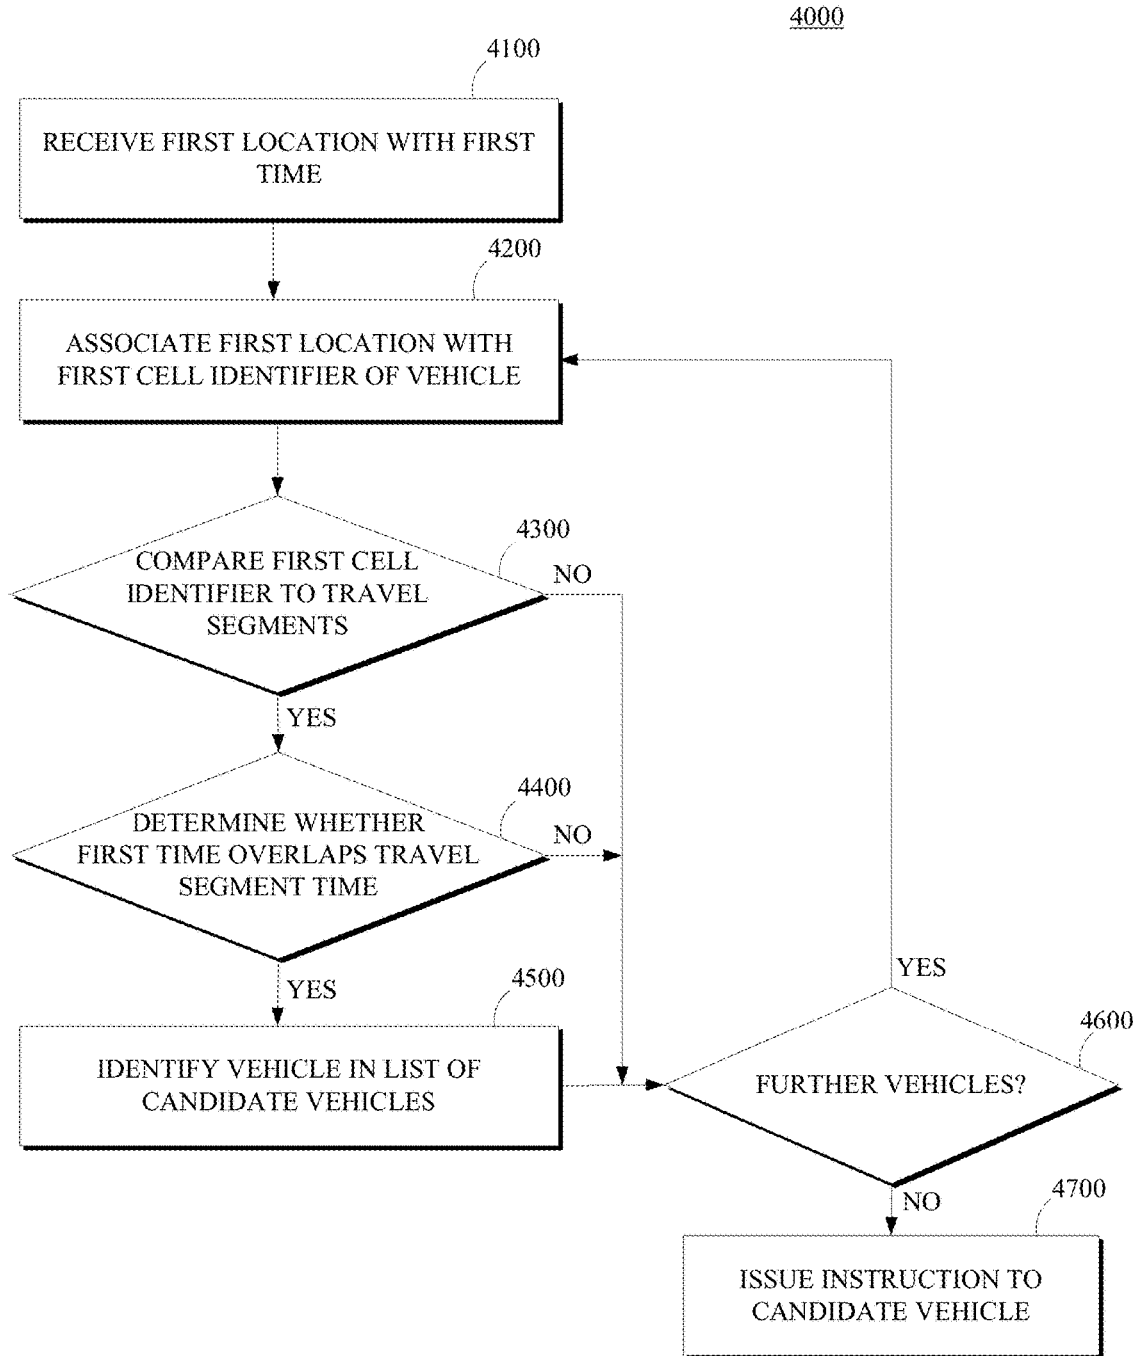 4000
4100
RECEIVE FIRST LOCATION WITH FIRST
TIME
4200
ASSOCIATE FIRST LOCATION WITH
FIRST CELL IDENTIFIER OF VEHICLE
4300
COMPARE FIRST CELL
IDENTIFIER TO TRAVEL
SEGMENTS
NO
YES
4400
DETERMINE WHETHER
FIRST TIME OVERLAPS TRAVEL
SEGMENT TIME
NO
YES
4500
IDENTIFY VEHICLE IN LIST OF
CANDIDATE VEHICLES
YES
4600
FURTHER VEHICLES?
NO
4700
ISSUE INSTRUCTION TO
CANDIDATE VEHICLE